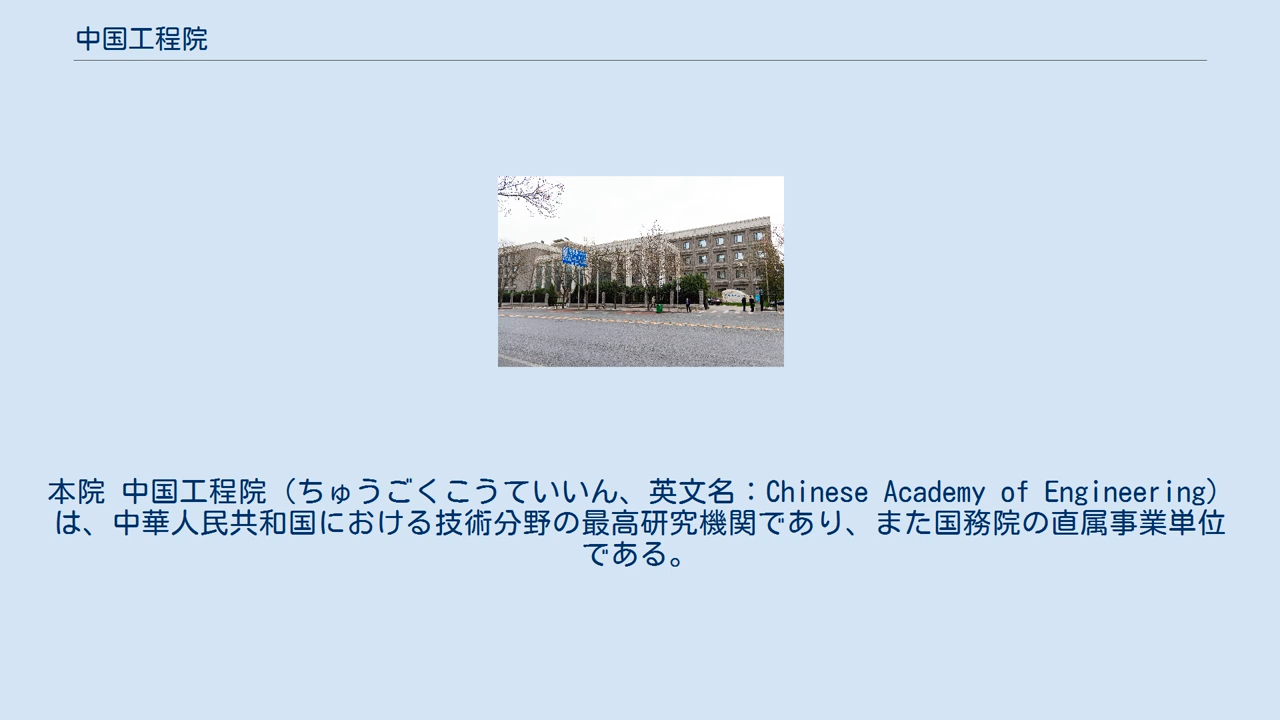 中国工程院
本院 中国工程院（ちゅうごくこうていいん、英文名：Chinese Academy of Engineering）
は、中華人民共和国における技術分野の最高研究機関であり、また国務院の直属事業単位
である。